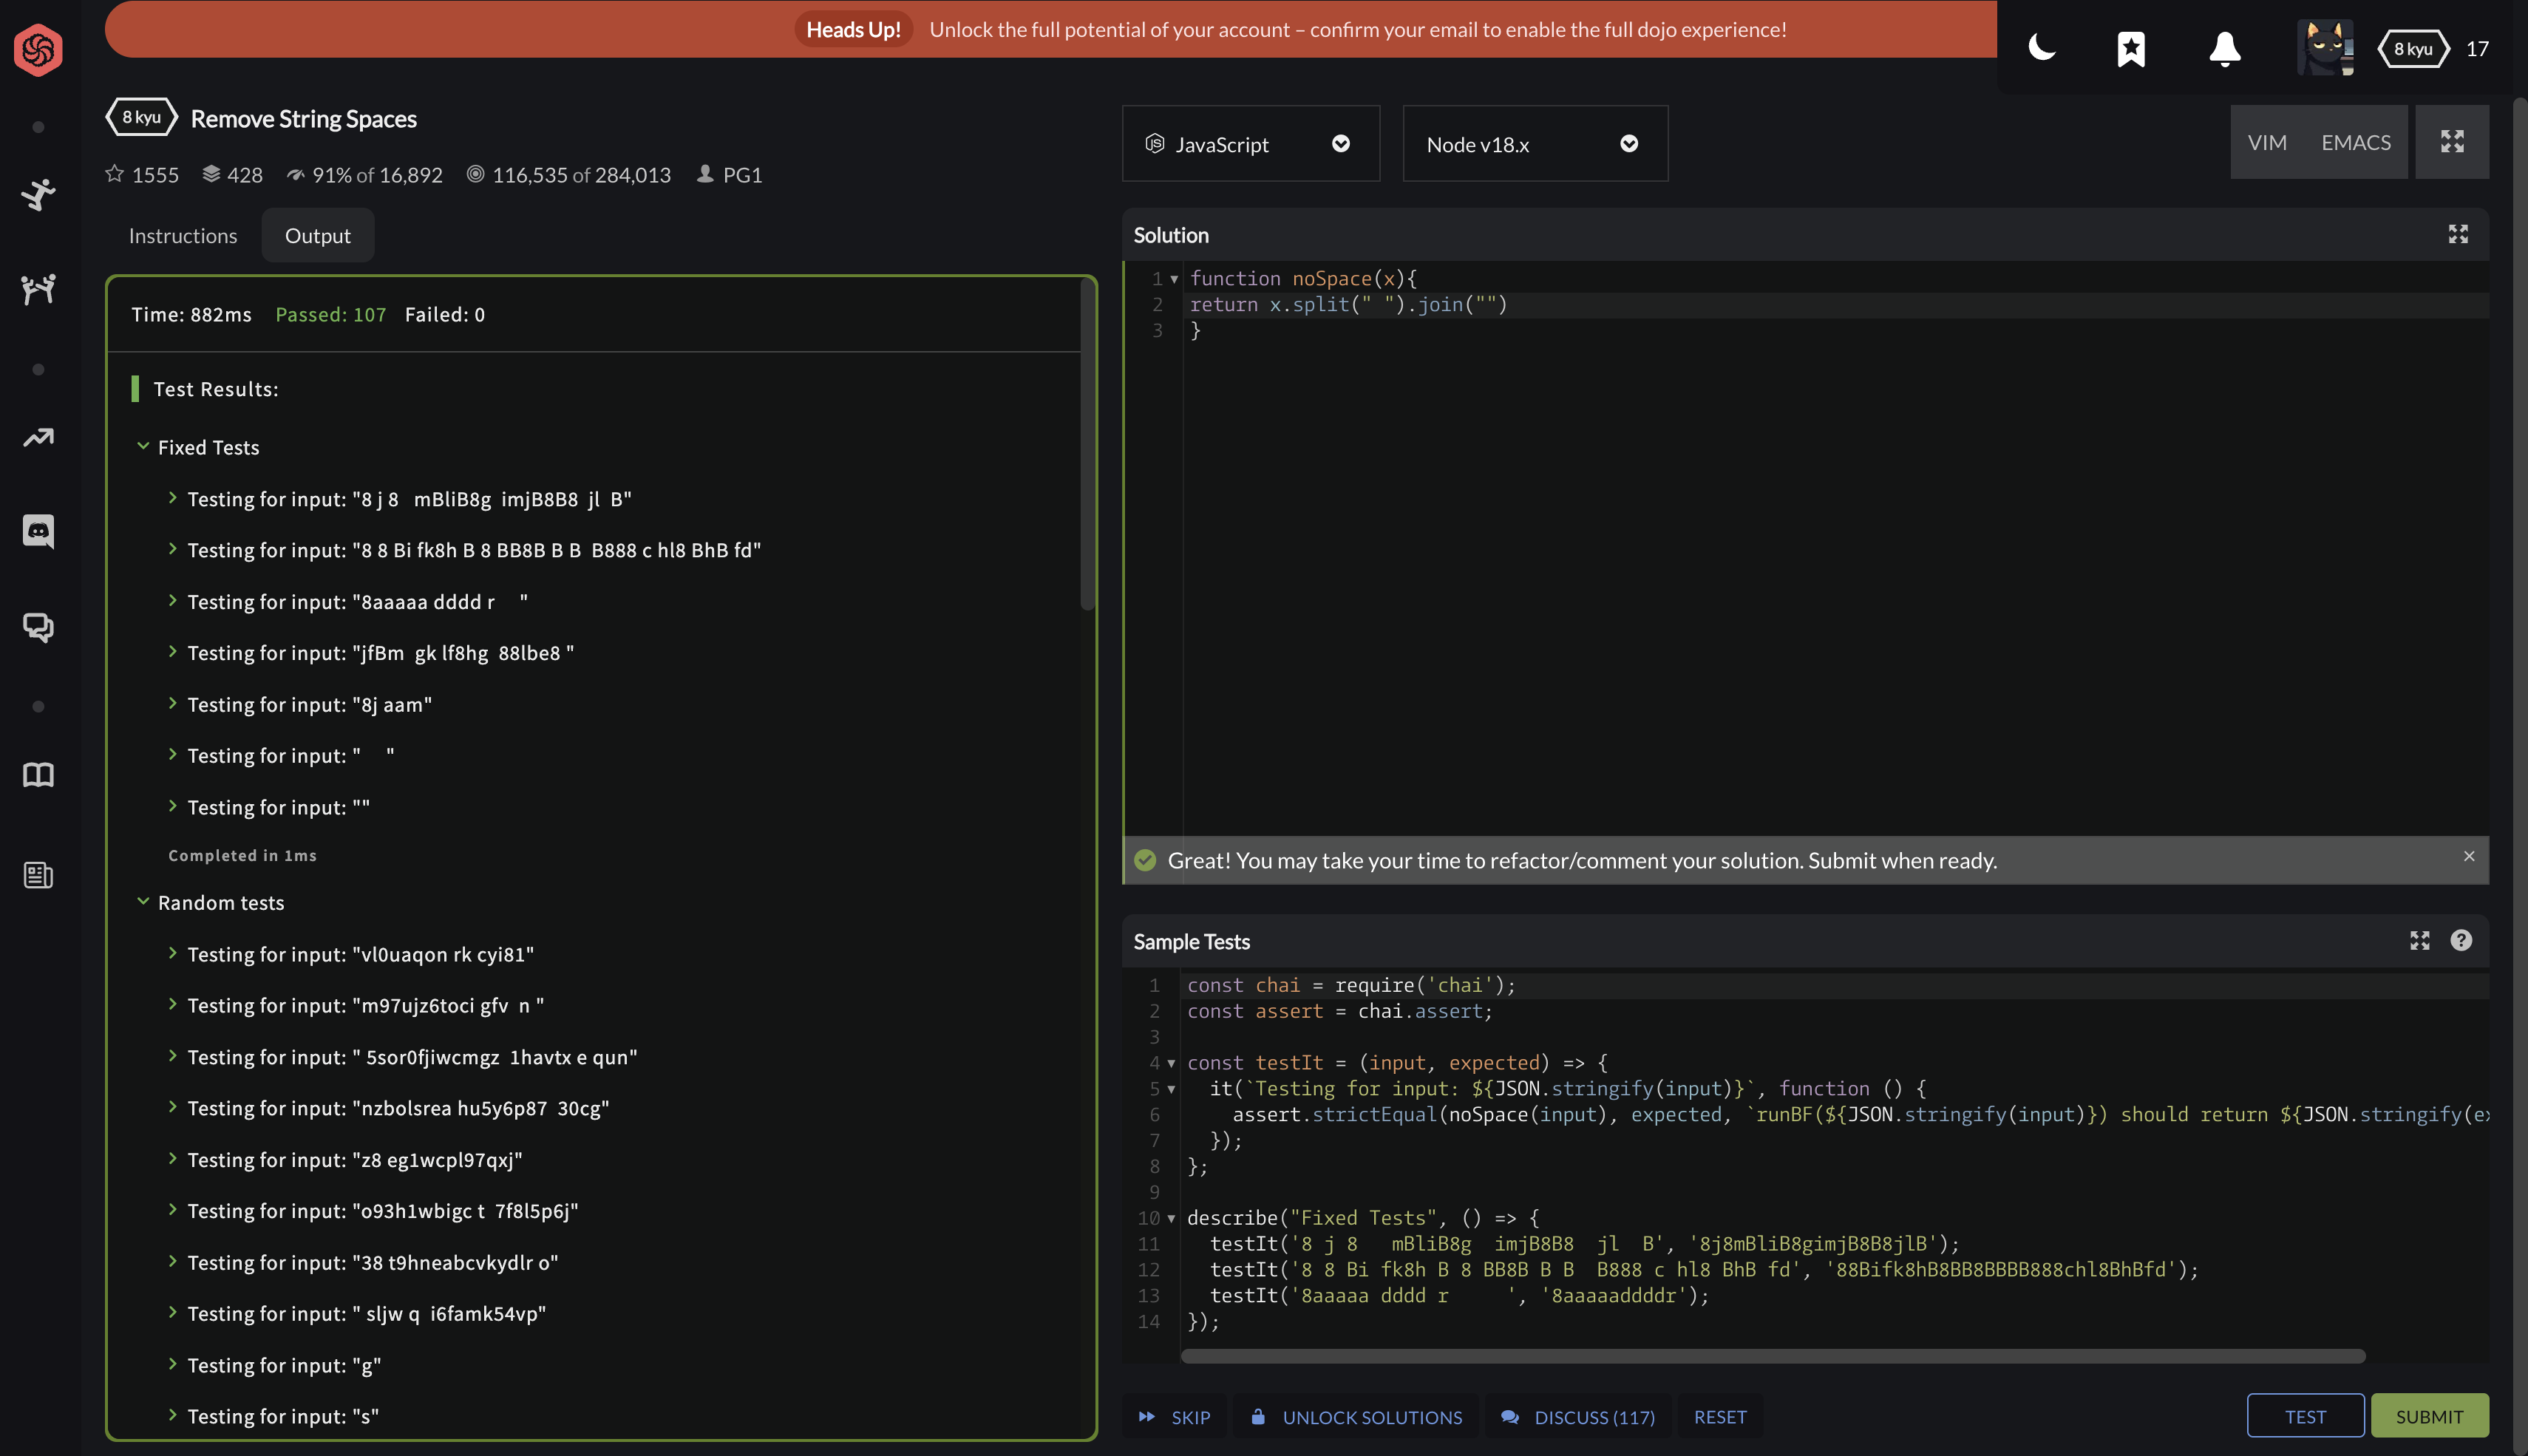 Heads Up! Unlock the full potential of your account – confirm your email to enable the full dojo experience!
8 kyu 17
8 kyu Remove String Spaces
1555 428 91% of 16,892 116,535 of 284,013 PG1
Instructions Output
Time: 882ms Passed: 107 Failed: 0
Test Results:
Fixed Tests
Testing for input: "8 j 8   mBliB8g  imjB8B8  jl  B"
Testing for input: "8 8 Bi fk8h B 8 BB8B B B  B888 c hl8 BhB fd"
Testing for input: "8aaaaa dddd r     "
Testing for input: "jfBm  gk lf8hg  88lbe8 "
Testing for input: "8j aam"
Testing for input: "     "
Testing for input: ""
Completed in 1ms
Random tests
Testing for input: "vl0uaqon rk cyi81"
Testing for input: "m97ujz6toci gfv  n "
Testing for input: " 5sor0fjiwcmgz  1havtx e qun"
Testing for input: "nzbolsrea hu5y6p87  30cg"
Testing for input: "z8 eg1wcpl97qxj"
Testing for input: "o93h1wbigc t  7f8l5p6j"
Testing for input: "38 t9hneabcvkydlr o"
Testing for input: " sljw q  i6famk54vp"
Testing for input: "g"
Testing for input: "s"
JS JavaScript Node v18.x VIM EMACS
Solution
1 function noSpace(x){
2 return x.split(" ").join("")
3 }
Great! You may take your time to refactor/comment your solution. Submit when ready.
Sample Tests
1 const chai = require('chai');
2 const assert = chai.assert;
3
4 const testIt = (input, expected) => {
5   it(`Testing for input: ${JSON.stringify(input)}`, function () {
6     assert.strictEqual(noSpace(input), expected, `runBF(${JSON.stringify(input)}) should return ${JSON.stringify(ex
7   });
8 };
9
10 describe("Fixed Tests", () => {
11   testIt('8 j 8   mBliB8g  imjB8B8  jl  B', '8j8mBliB8gimjB8B8jlB');
12   testIt('8 8 Bi fk8h B 8 BB8B B B  B888 c hl8 BhB fd', '88Bifk8hB8BB8BBBB888chl8BhBfd');
13   testIt('8aaaaa dddd r     ', '8aaaaaddddr');
14 });
SKIP UNLOCK SOLUTIONS DISCUSS (117) RESET TEST SUBMIT